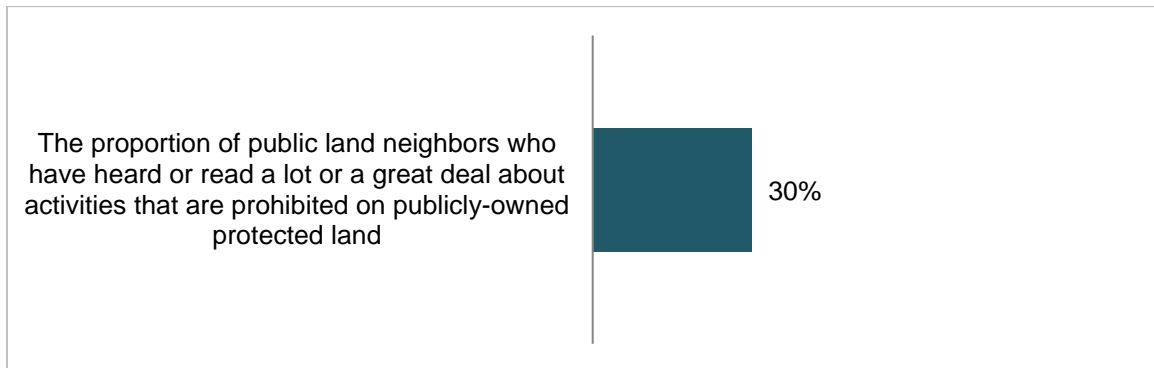 The proportion of public land neighbors who
have heard or read a lot or a great deal about
activities that are prohibited on publicly-owned
protected land
30%